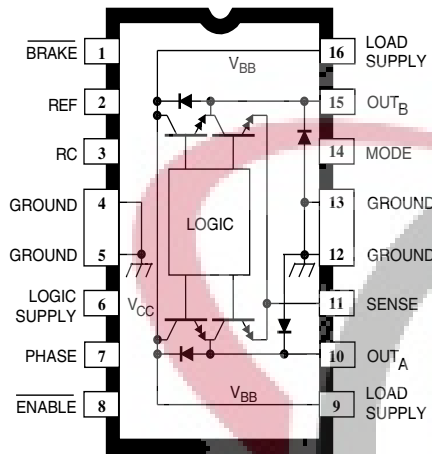 BRAKE 1
REF 2
RC 3
GROUND 4
GROUND 5
LOGIC SUPPLY 6
PHASE 7
ENABLE 8
V_BB
LOGIC
V_CC
V_BB
16 LOAD SUPPLY
15 OUT_B
14 MODE
13 GROUND
12 GROUND
11 SENSE
10 OUT_A
9 LOAD SUPPLY